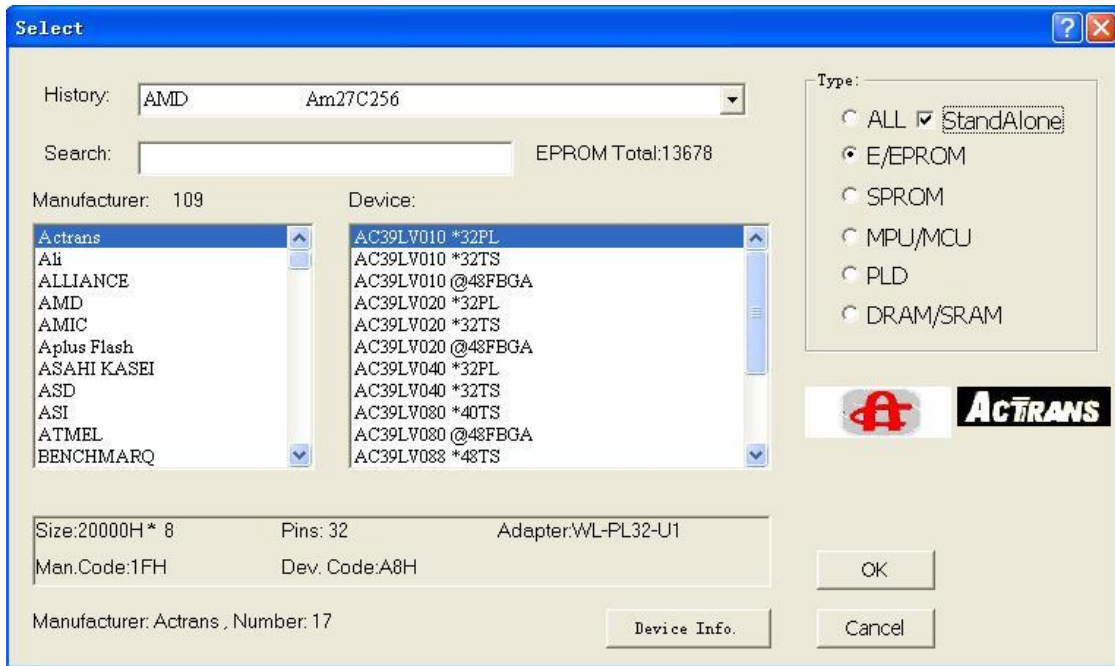 Select
History: AMD Am27C256
Search: EPROM Total:13678
Manufacturer: 109
Device:
Actrans
Ali
ALLIANCE
AMD
AMIC
Aplus Flash
ASAHI KASEI
ASD
ASI
ATMEL
BENCHMARQ
AC39LV010 *32PL
AC39LV010 *32TS
AC39LV010 @48FBGA
AC39LV020 *32PL
AC39LV020 *32TS
AC39LV020 @48FBGA
AC39LV040 *32PL
AC39LV040 *32TS
AC39LV080 *40TS
AC39LV080 @48FBGA
AC39LV088 *48TS
Type:
ALL StandAlone
E/EPROM
SPROM
MPU/MCU
PLD
DRAM/SRAM
ACTRANS
Size:20000H * 8 Pins: 32 Adapter:WL-PL32-U1
Man.Code:1FH Dev. Code:A8H
Manufacturer: Actrans , Number: 17
Device Info.
OK
Cancel